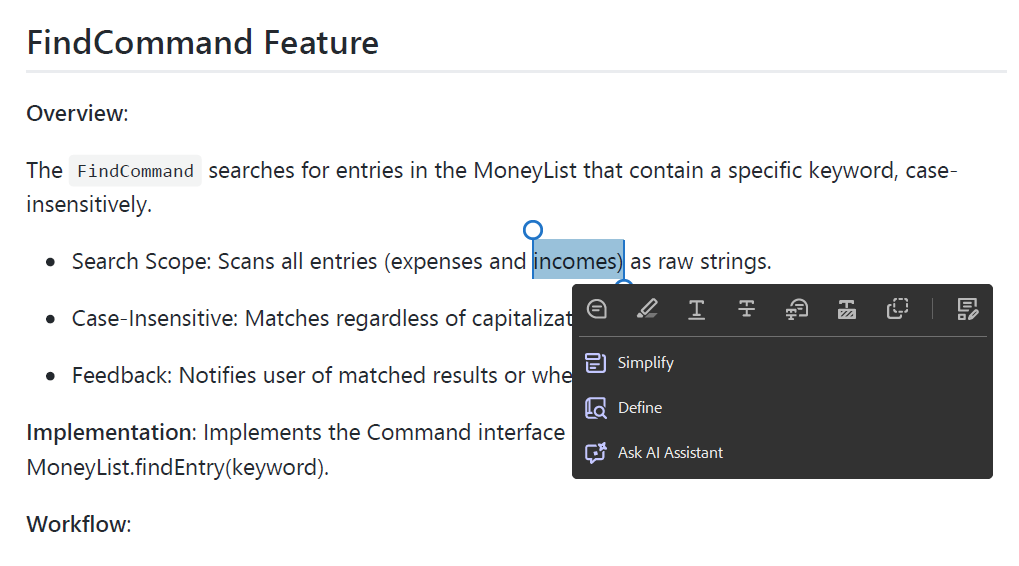 FindCommand Feature
Overview:
The FindCommand searches for entries in the MoneyList that contain a specific keyword, case-
insensitively.
• Search Scope: Scans all entries (expenses and incomes) as raw strings.
• Case-Insensitive: Matches regardless of capitalizat
• Feedback: Notifies user of matched results or whe
Simplify
Define
Implementation: Implements the Command interface
Ask AI Assistant
MoneyList.findEntry(keyword).
Workflow: